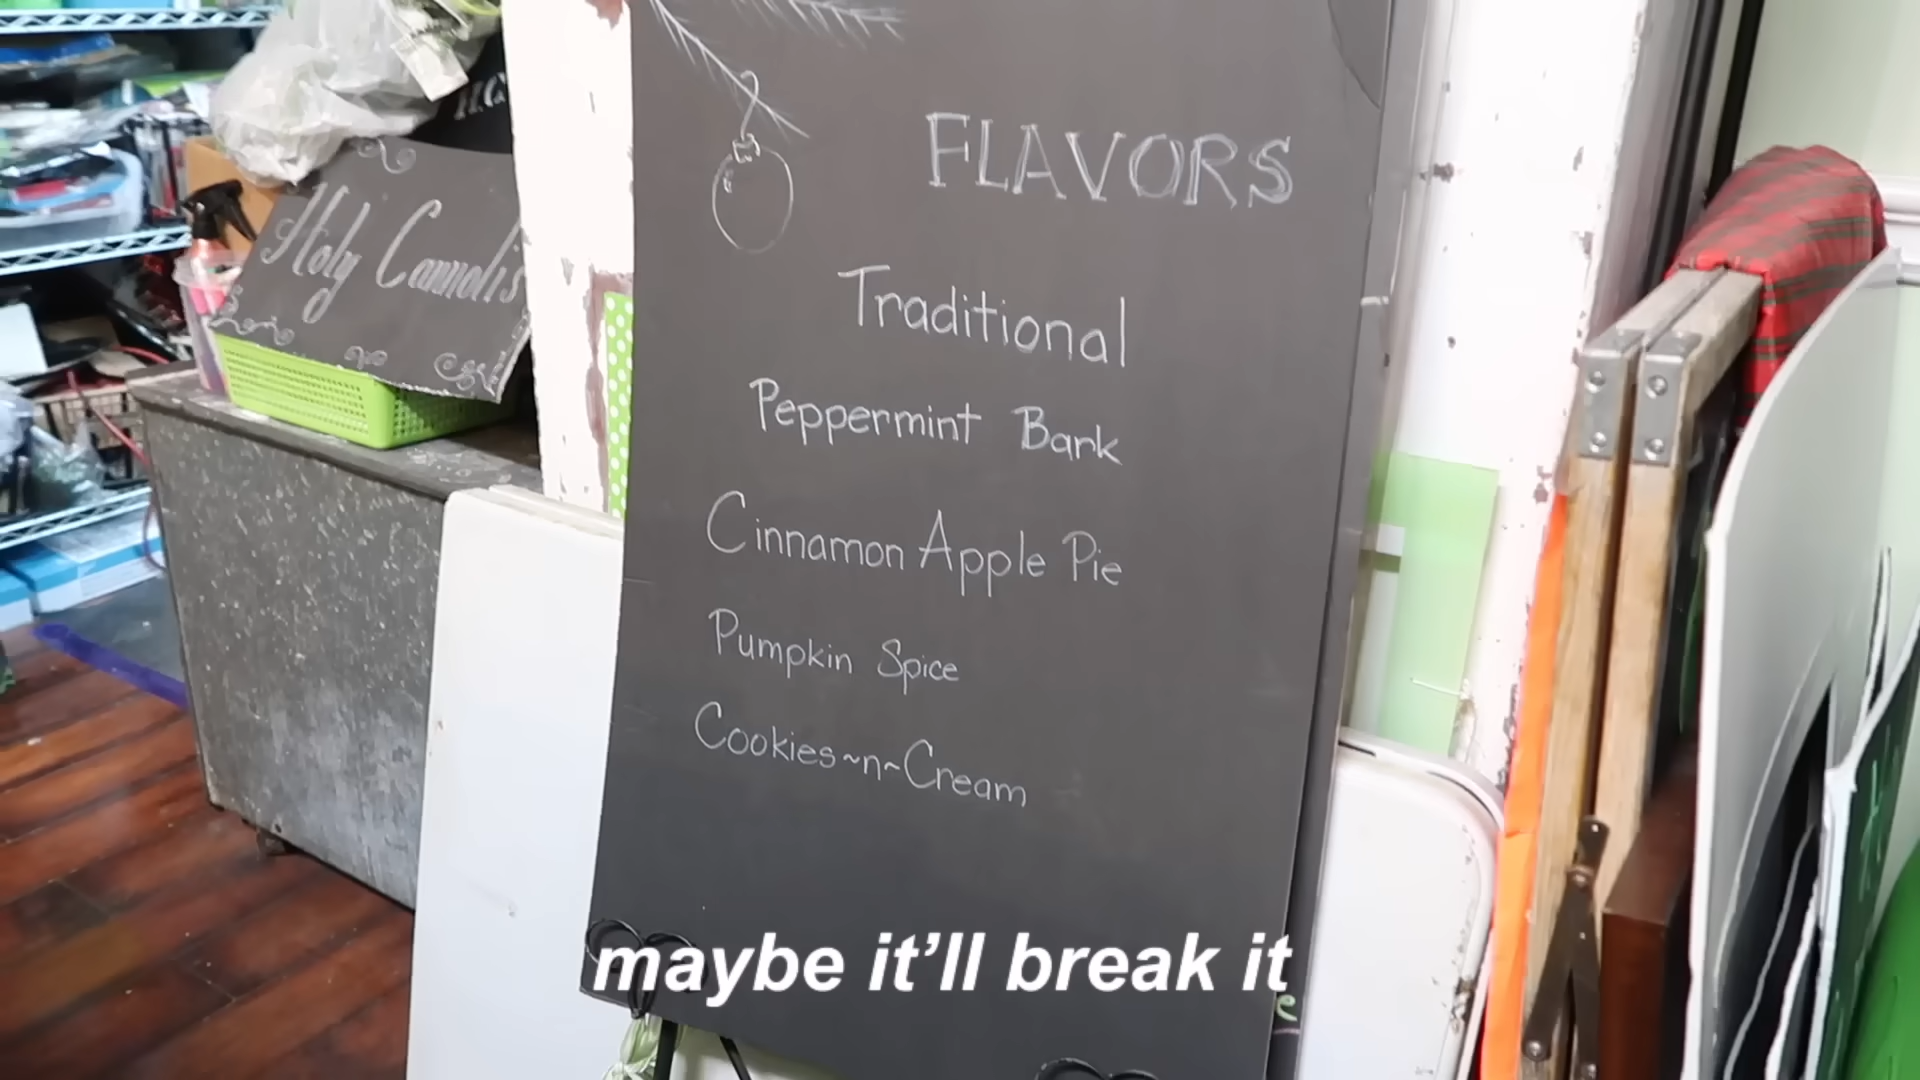 FLAVORS
Holy Cannolis
Traditional
Peppermint Bark
Cinnamon Apple Pie
Pumpkin Spice
Cookies~n~Cream
maybe it’ll break it